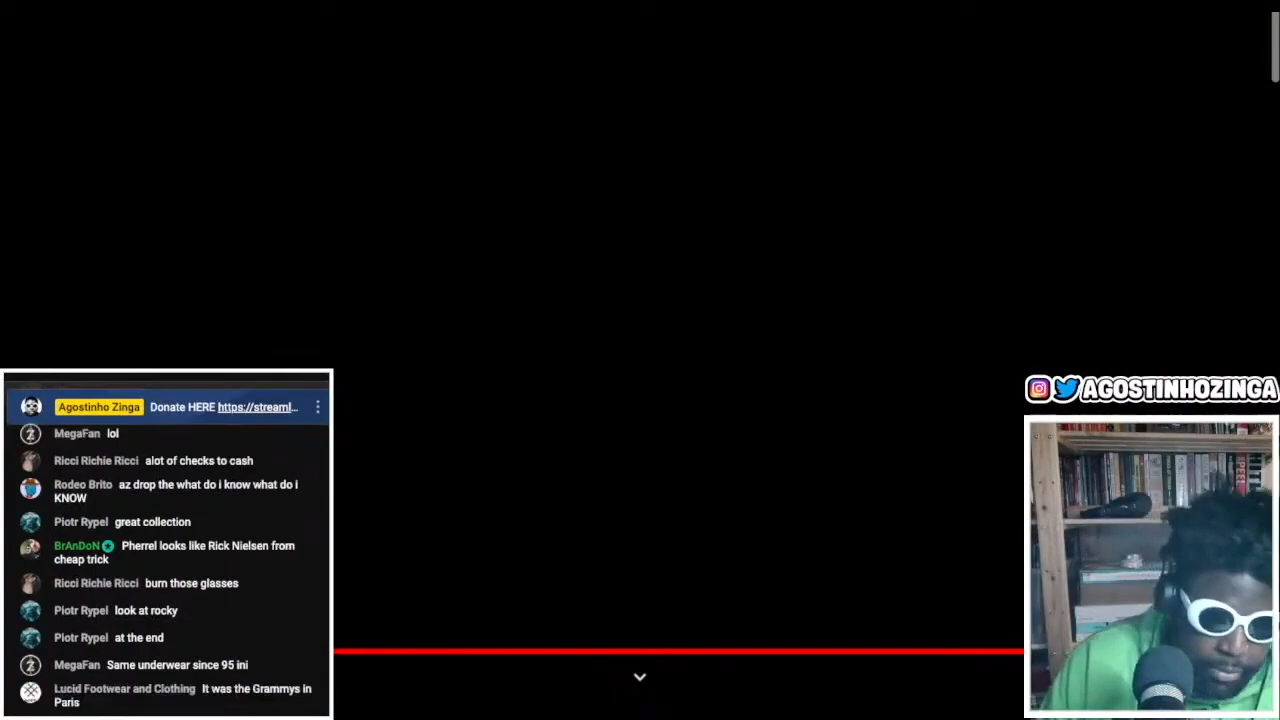 Agostinho Zinga Donate HERE https://streaml...
MegaFan lol
Ricci Richie Ricci alot of checks to cash
Rodeo Brito az drop the what do i know what do i
KNOW
Piotr Rypel great collection
BrAnDoN Pherrel looks like Rick Nielsen from
cheap trick
Ricci Richie Ricci burn those glasses
Piotr Rypel look at rocky
Piotr Rypel at the end
MegaFan Same underwear since 95 ini
Lucid Footwear and Clothing It was the Grammys in
Paris
AGOSTINHOZINGA